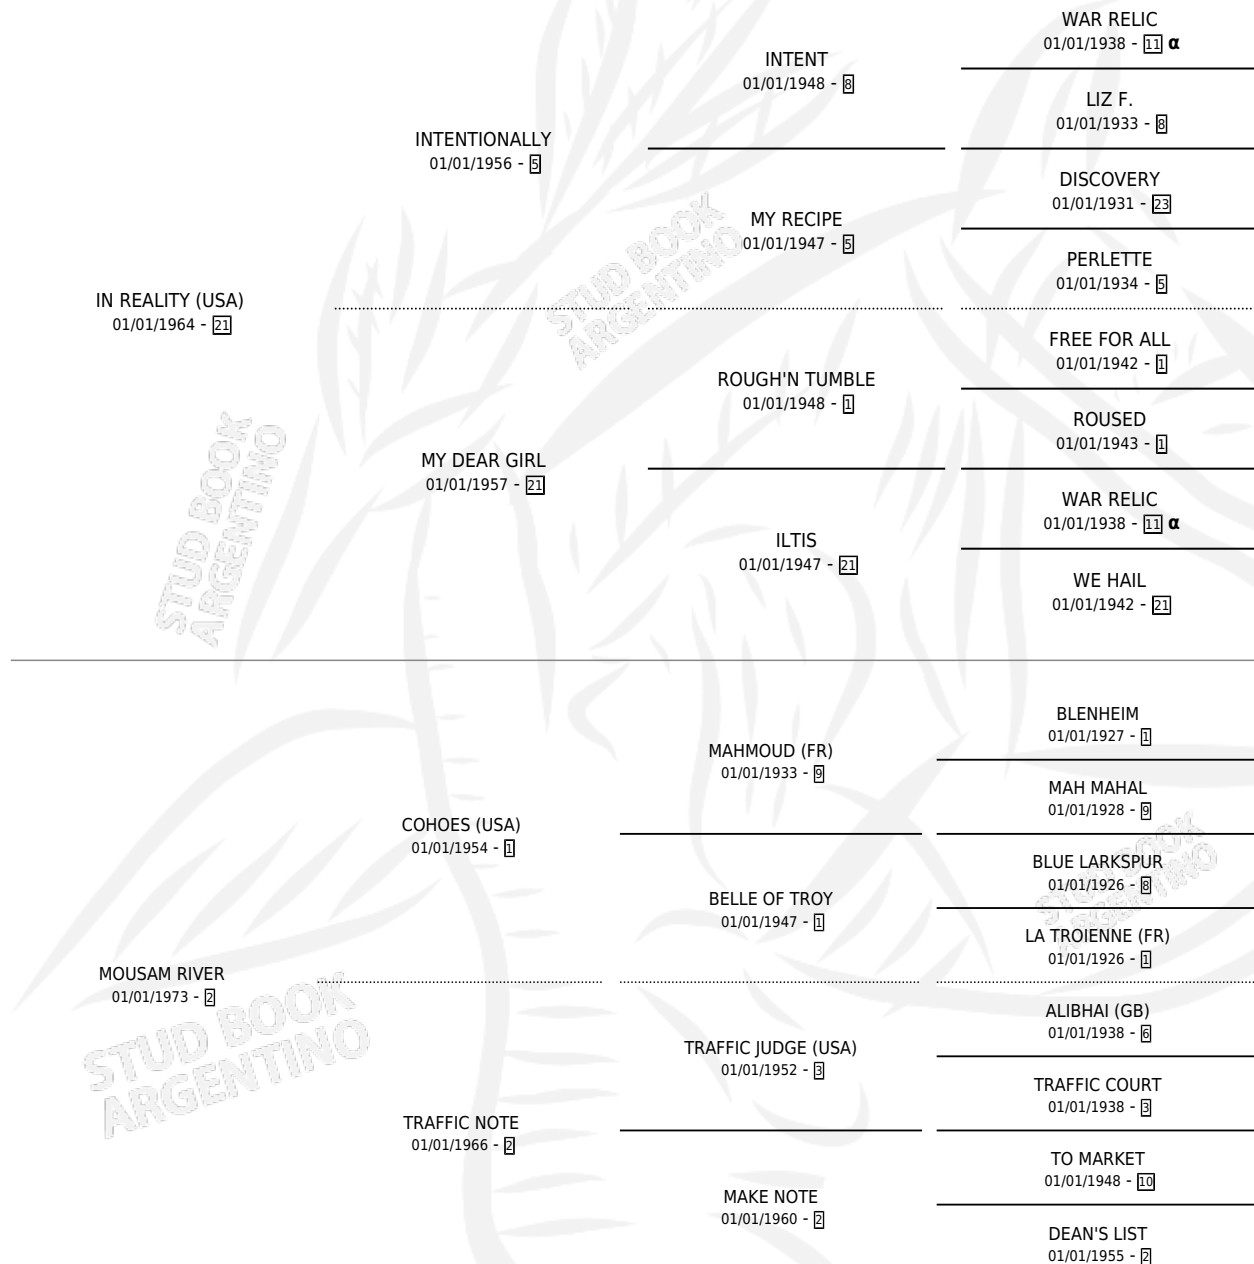 WAR RELIC
01/01/1938 - 11 α
INTENT
01/01/1948 - 8
LIZ F.
01/01/1933 - 8
INTENTIONALLY
01/01/1956 - 5
DISCOVERY
01/01/1931 - 23
MY RECIPE
01/01/1947 - 5
PERLETTE
01/01/1934 - 5
IN REALITY (USA)
01/01/1964 - 21
FREE FOR ALL
01/01/1942 - 1
ROUGH'N TUMBLE
01/01/1948 - 1
ROUSED
01/01/1943 - 1
MY DEAR GIRL
01/01/1957 - 21
WAR RELIC
01/01/1938 - 11 α
ILTIS
01/01/1947 - 21
WE HAIL
01/01/1942 - 21
BLENHEIM
01/01/1927 - 1
MAHMOUD (FR)
01/01/1933 - 9
MAH MAHAL
01/01/1928 - 9
COHOES (USA)
01/01/1954 - 1
BLUE LARKSPUR
01/01/1926 - 8
BELLE OF TROY
01/01/1947 - 1
LA TROIENNE (FR)
01/01/1926 - 1
MOUSAM RIVER
01/01/1973 - 2
ALIBHAI (GB)
01/01/1938 - 6
TRAFFIC JUDGE (USA)
01/01/1952 - 3
TRAFFIC COURT
01/01/1938 - 3
TRAFFIC NOTE
01/01/1966 - 2
TO MARKET
01/01/1948 - 10
MAKE NOTE
01/01/1960 - 2
DEAN'S LIST
01/01/1955 - 2
STUD BOOK
ARGENTINO
STUD BOOK
ARGENTINO
STUD BOOK
ARGENTINO
STUD BOOK
ARGENTINO